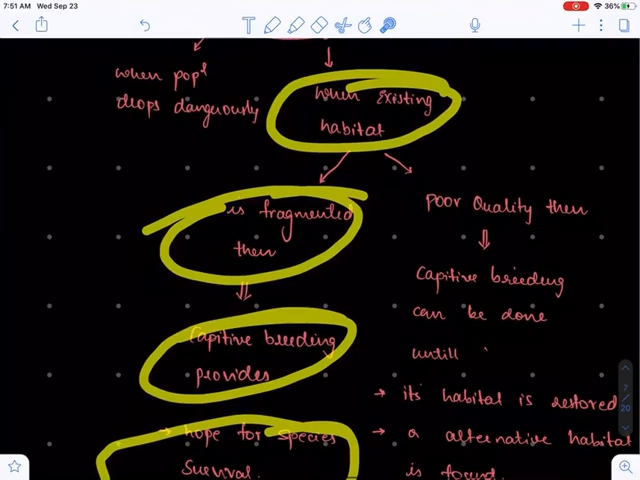 7:51 AM Wed Sep 23
36%
when popⁿ
drops dangerously
when existing
habitat
is fragmented
then
Capitive breeding
provides
→ hope for species
survival.
poor Quality then
Capitive breeding
can be done
untill
→ its habitat is restored
→ a alternative habitat
is found
7
20